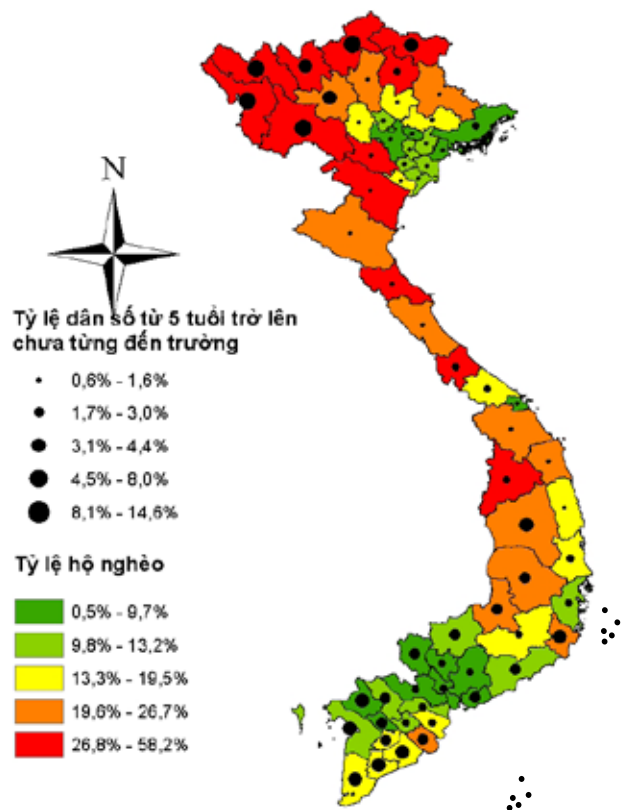 N
Tỷ lệ dân số từ 5 tuổi trở lên
chưa từng đến trường
0,6% - 1,6%
1,7% - 3,0%
3,1% - 4,4%
4,5% - 8,0%
8,1% - 14,6%
Tỷ lệ hộ nghèo
0,5% - 9,7%
9,8% - 13,2%
13,3% - 19,5%
19,6% - 26,7%
26,8% - 58,2%